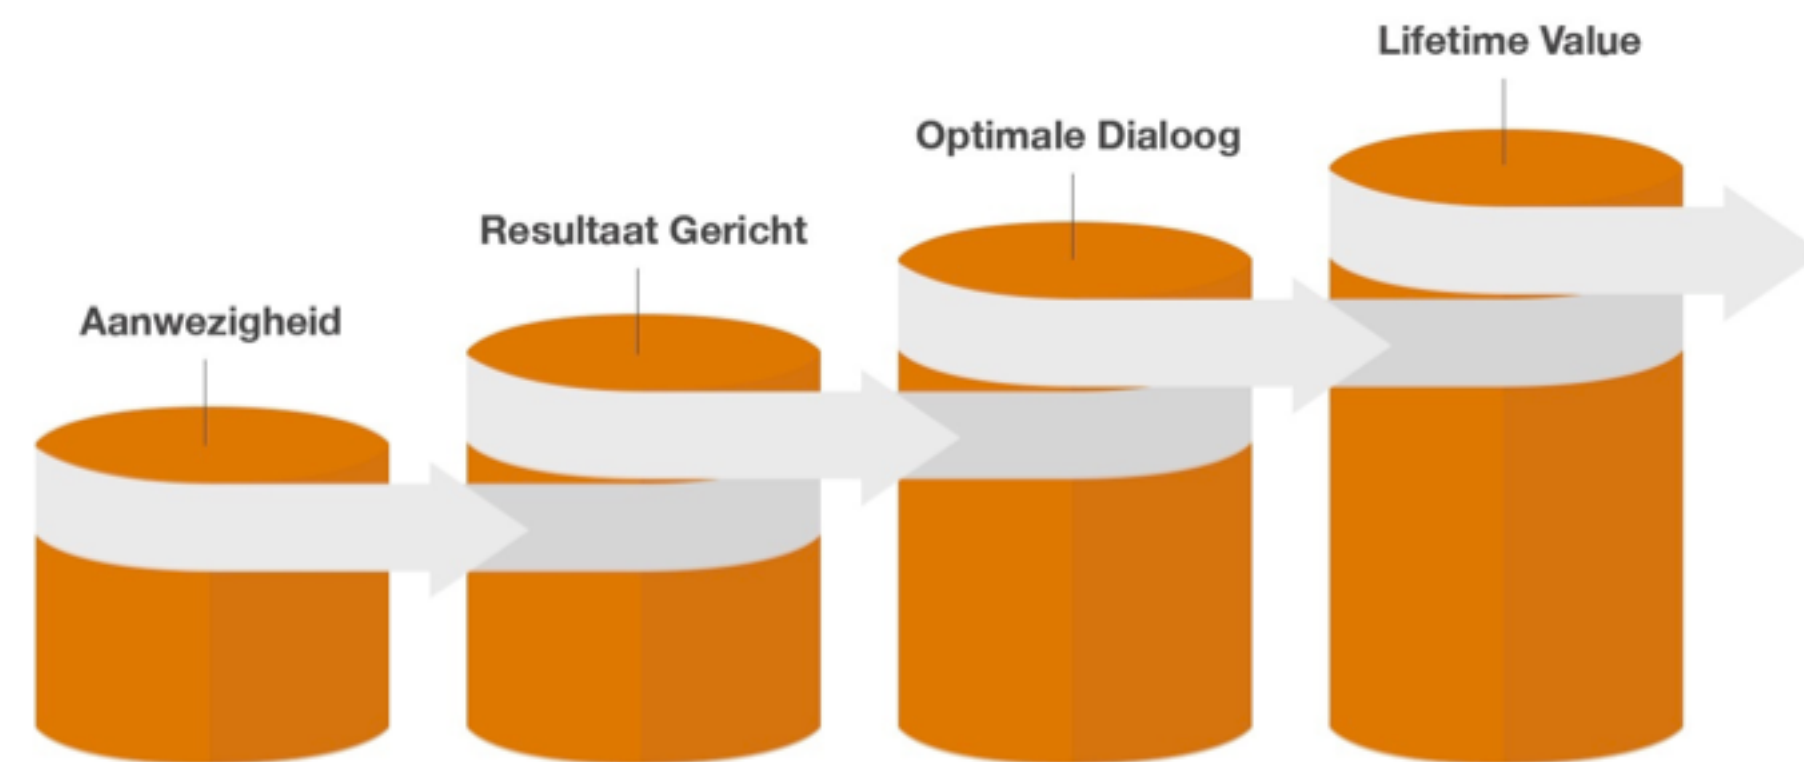 Aanwezigheid
Resultaat Gericht
Optimale Dialoog
Lifetime Value